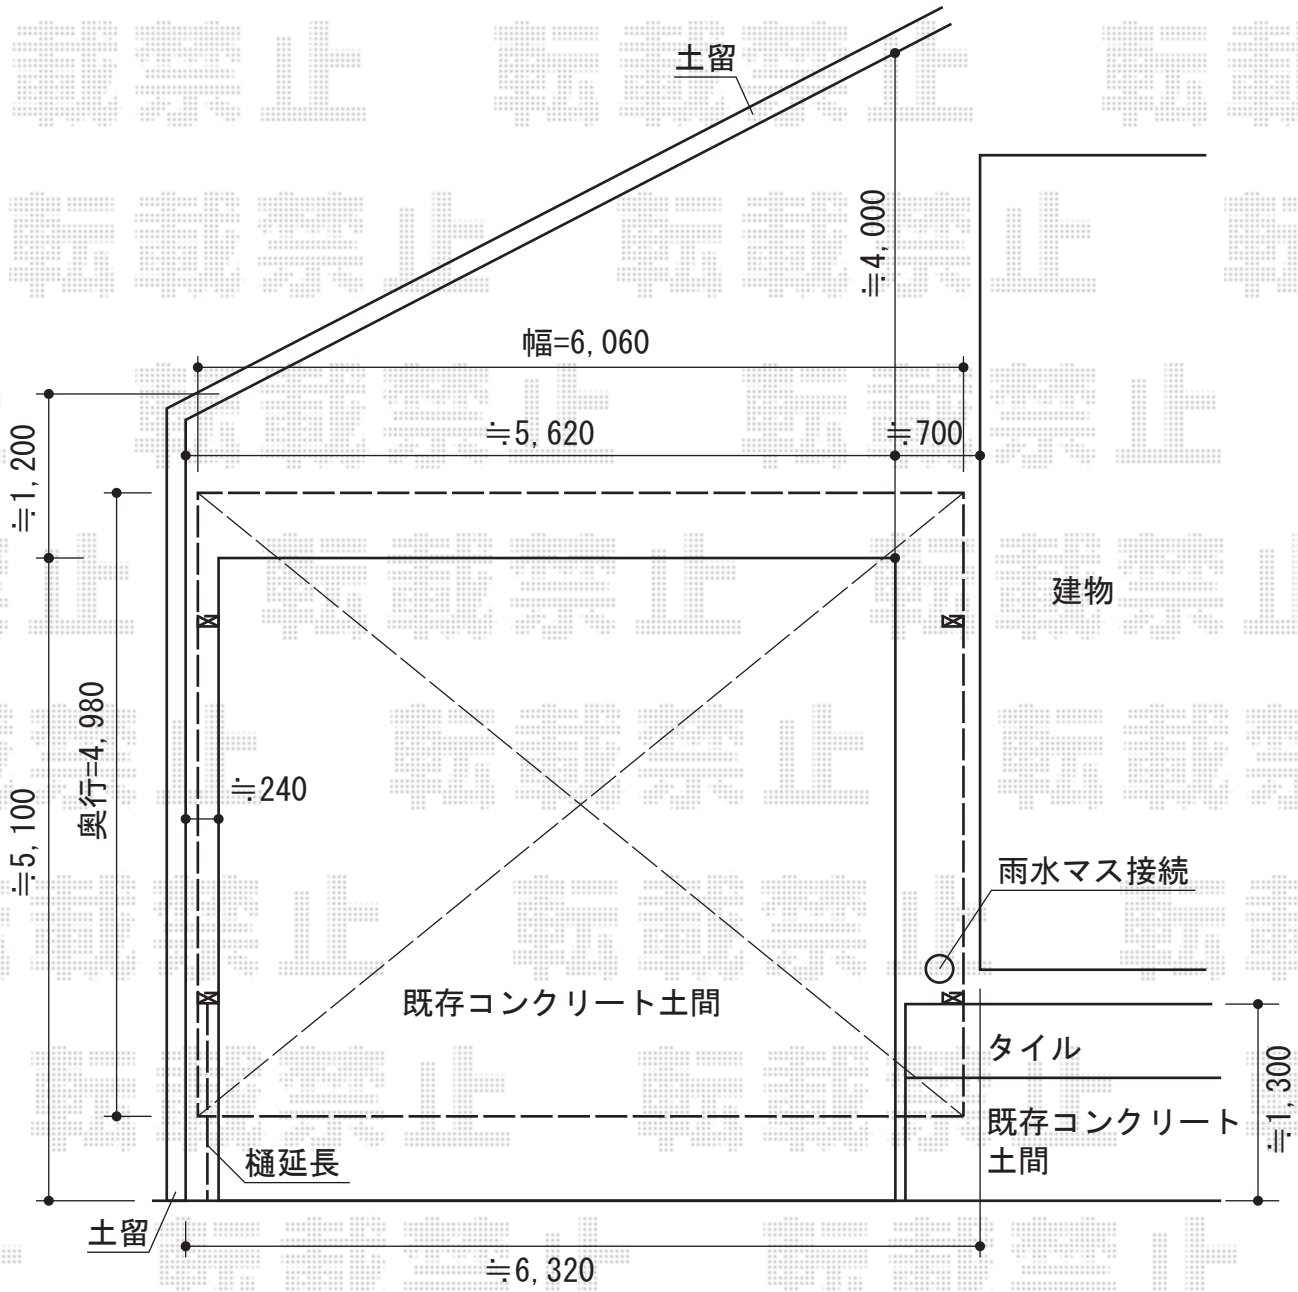 土留
≒4,000
幅=6,060
≒5,620
≒700
≒1,200
建物
奥行=4,980
≒240
≒5,100
雨水マス接続
既存コンクリート土間
タイル
≒1,300
既存コンクリート
土間
樋延長
土留
≒6,320
転載禁止